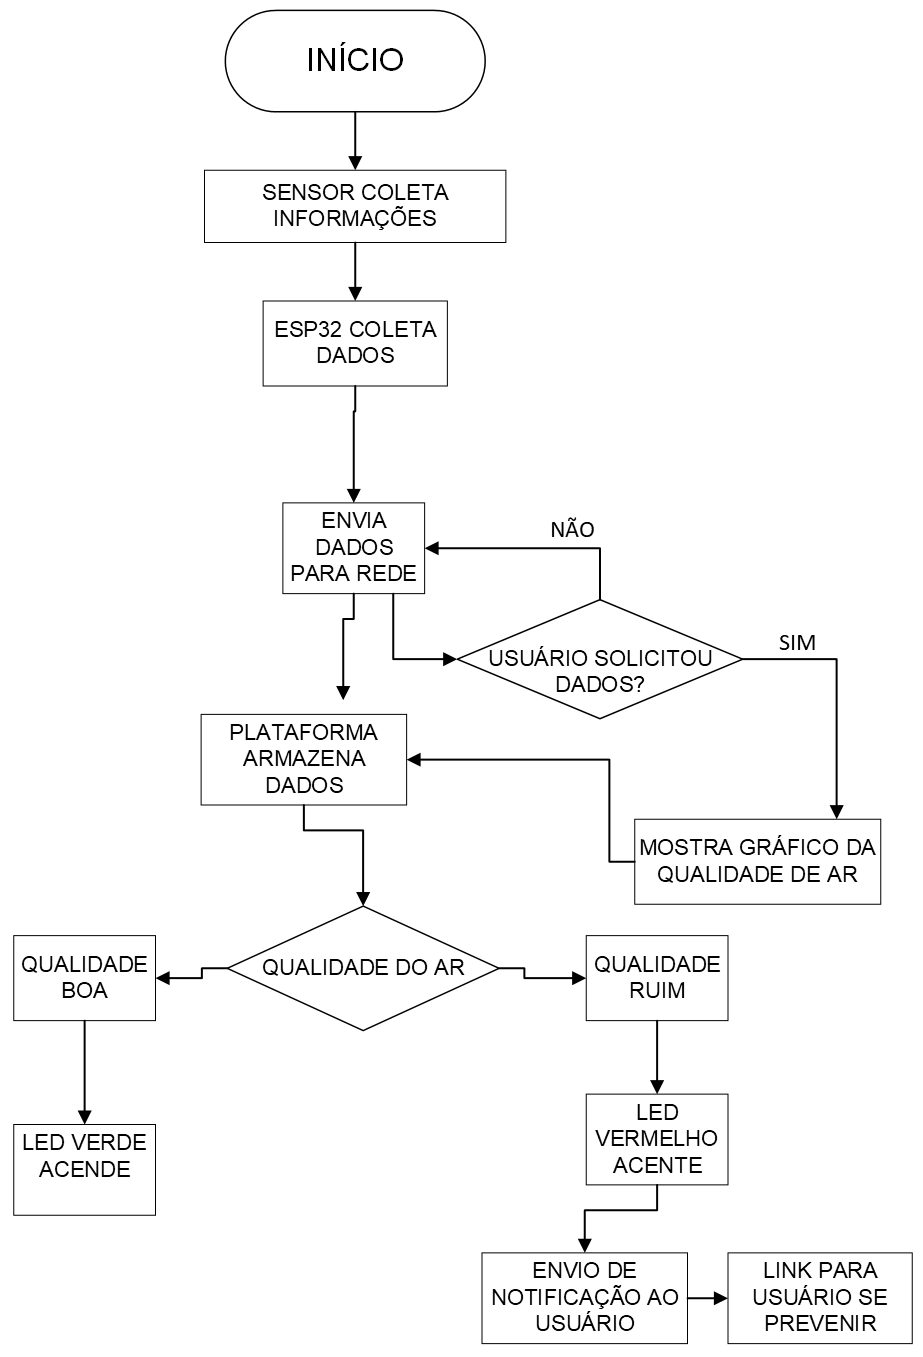 INÍCIO
SENSOR COLETA
INFORMAÇÕES
ESP32 COLETA
DADOS
ENVIA
DADOS
PARA REDE
NÃO
USUÁRIO SOLICITOU
DADOS?
SIM
PLATAFORMA
ARMAZENA
DADOS
MOSTRA GRÁFICO DA
QUALIDADE DE AR
QUALIDADE DO AR
QUALIDADE
BOA
QUALIDADE
RUIM
LED VERDE
ACENDE
LED
VERMELHO
ACENTE
ENVIO DE
NOTIFICAÇÃO AO
USUÁRIO
LINK PARA
USUÁRIO SE
PREVENIR